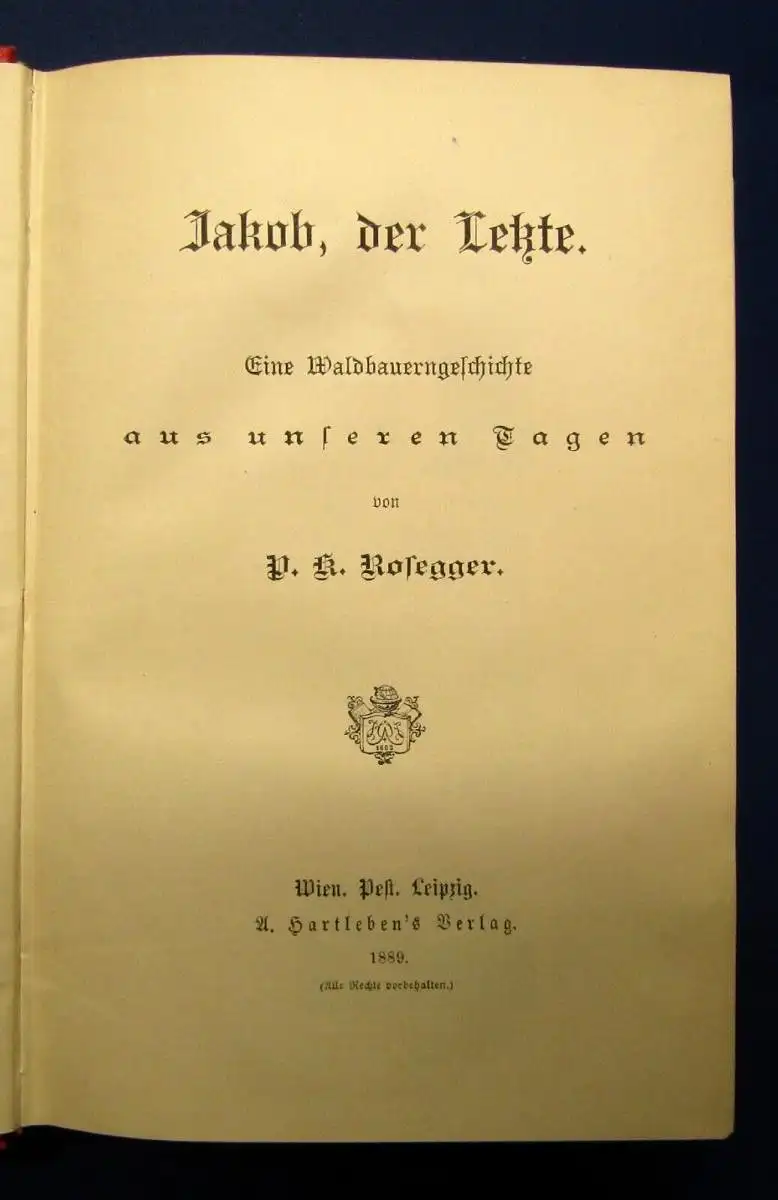 Jakob, der Letzte.
Eine Waldbauerngeschichte
aus unseren Tagen
von
P. K. Rosegger.
1803
Wien. Pest. Leipzig.
A. Hartleben's Verlag.
1889.
(Alle Rechte vorbehalten.)